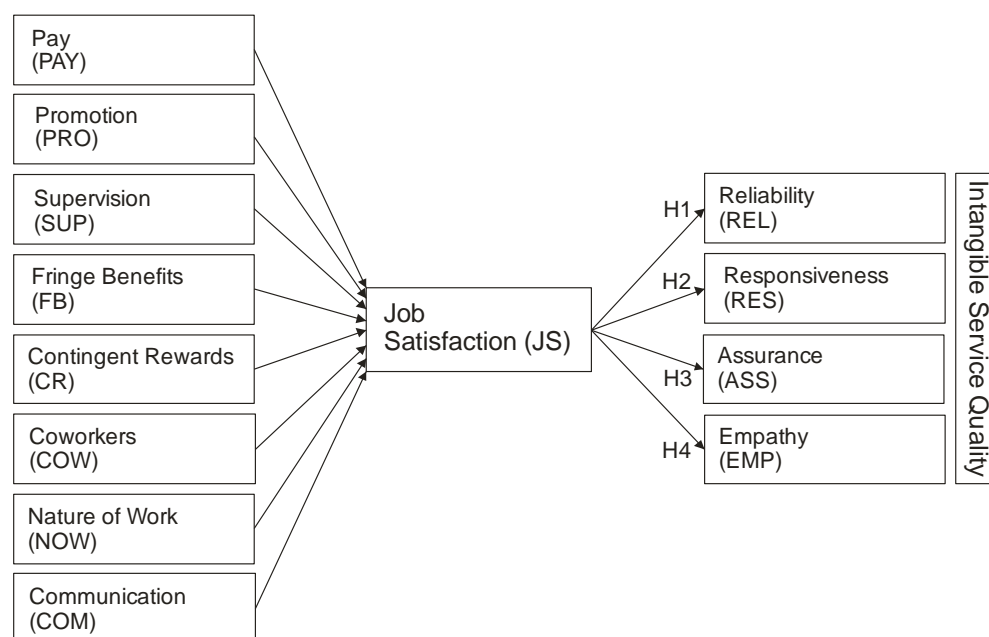 Pay
(PAY)
Promotion
(PRO)
Supervision
(SUP)
Fringe Benefits
(FB)
Contingent Rewards
(CR)
Coworkers
(COW)
Nature of Work
(NOW)
Communication
(COM)
Job
Satisfaction (JS)
H1
H2
H3
H4
Reliability
(REL)
Responsiveness
(RES)
Assurance
(ASS)
Empathy
(EMP)
Intangible Service Quality